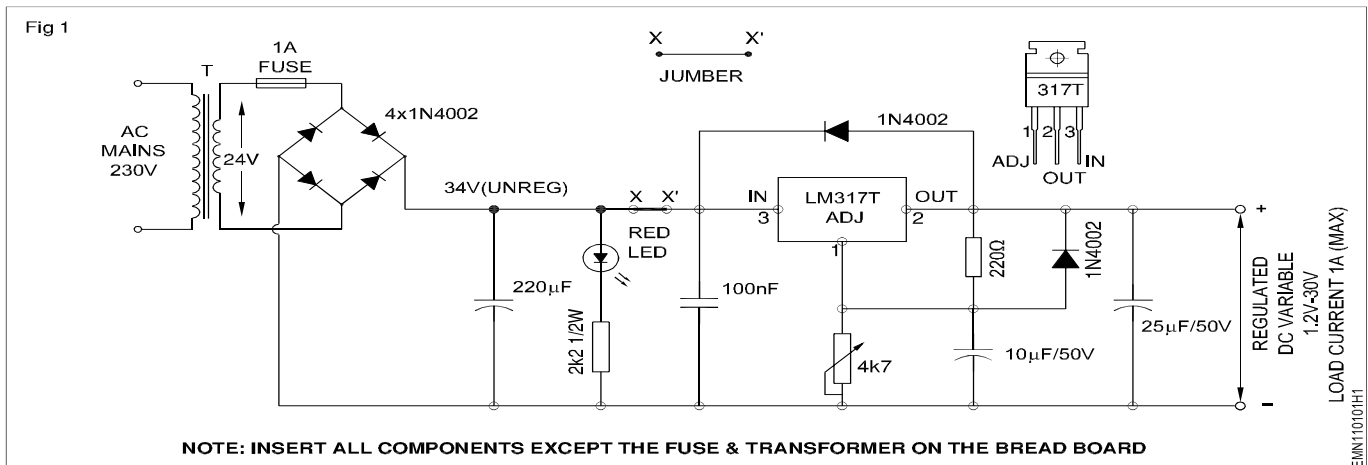 Fig 1
1A
FUSE
T
AC
MAINS
230V
24V
4x1N4002
X X'
JUMBER
317T
1 2 3
ADJ IN
OUT
1N4002
34V(UNREG)
X X'
RED
LED
IN
3
LM317T
ADJ
1
OUT
2
220Ω
1N4002
220µF
2k2 1/2W
100nF
4k7
10µF/50V
25µF/50V
+
–
REGULATED
DC VARIABLE
1.2V-30V
LOAD CURRENT 1A (MAX)
EMN110101H1
NOTE: INSERT ALL COMPONENTS EXCEPT THE FUSE & TRANSFORMER ON THE BREAD BOARD